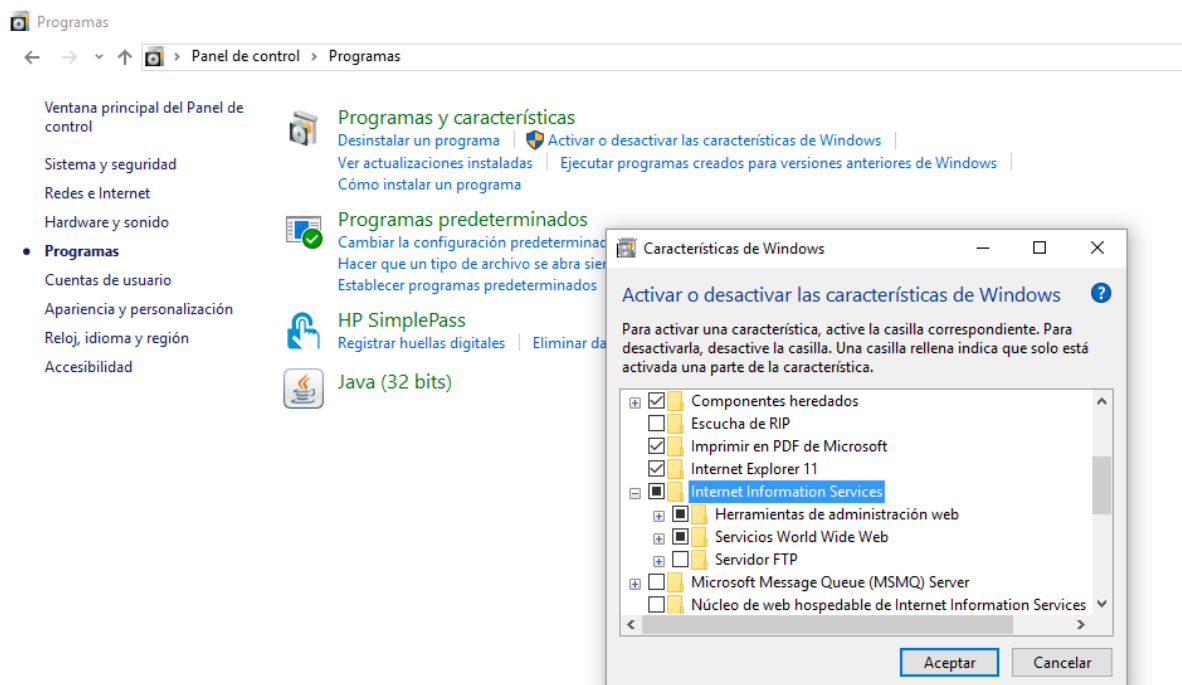 Programas
Panel de control > Programas
Ventana principal del Panel de
control
Sistema y seguridad
Redes e Internet
Hardware y sonido
Programas
Cuentas de usuario
Apariencia y personalización
Reloj, idioma y región
Accesibilidad
Programas y características
Desinstalar un programa
Activar o desactivar las características de Windows
Ver actualizaciones instaladas
Ejecutar programas creados para versiones anteriores de Windows
Cómo instalar un programa
Programas predeterminados
Cambiar la configuración
Hacer que un tipo de archivo se abra
Establecer programas predeterminados
HP SimplePass
Registrar huellas digitales
Eliminar
Java (32 bits)
Características de Windows
Activar o desactivar las características de Windows
?
Para activar una característica, active la casilla correspondiente. Para
desactivarla, desactive la casilla. Una casilla rellena indica que solo está
activada una parte de la característica.
Componentes heredados
Escucha de RIP
Imprimir en PDF de Microsoft
Internet Explorer 11
Internet Information Services
Herramientas de administración web
Servicios World Wide Web
Servidor FTP
Microsoft Message Queue (MSMQ) Server
Núcleo de web hospedable de Internet Information Services
Aceptar
Cancelar